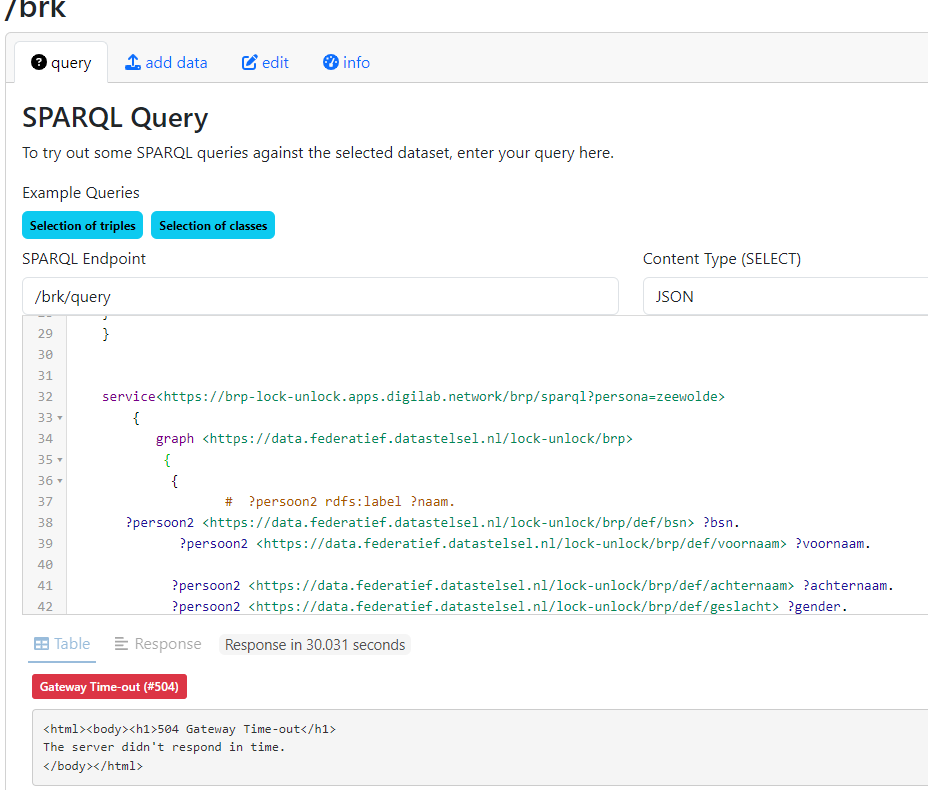 /brk
query add data edit info
SPARQL Query
To try out some SPARQL queries against the selected dataset, enter your query here.
Example Queries
Selection of triples Selection of classes
SPARQL Endpoint Content Type (SELECT)
/brk/query JSON
29 }
30
31
32 service<https://brp-lock-unlock.apps.digilab.network/brp/sparql?persona=zeewolde>
33 {
34 graph <https://data.federatief.datastelsel.nl/lock-unlock/brp>
35 {
36 {
37 # ?persoon2 rdfs:label ?naam.
38 ?persoon2 <https://data.federatief.datastelsel.nl/lock-unlock/brp/def/bsn> ?bsn.
39 ?persoon2 <https://data.federatief.datastelsel.nl/lock-unlock/brp/def/voornaam> ?voornaam.
40
41 ?persoon2 <https://data.federatief.datastelsel.nl/lock-unlock/brp/def/achternaam> ?achternaam.
42 ?persoon2 <https://data.federatief.datastelsel.nl/lock-unlock/brp/def/geslacht> ?gender.
Table Response Response in 30.031 seconds
Gateway Time-out (#504)
<html><body><h1>504 Gateway Time-out</h1>
The server didn't respond in time.
</body></html>